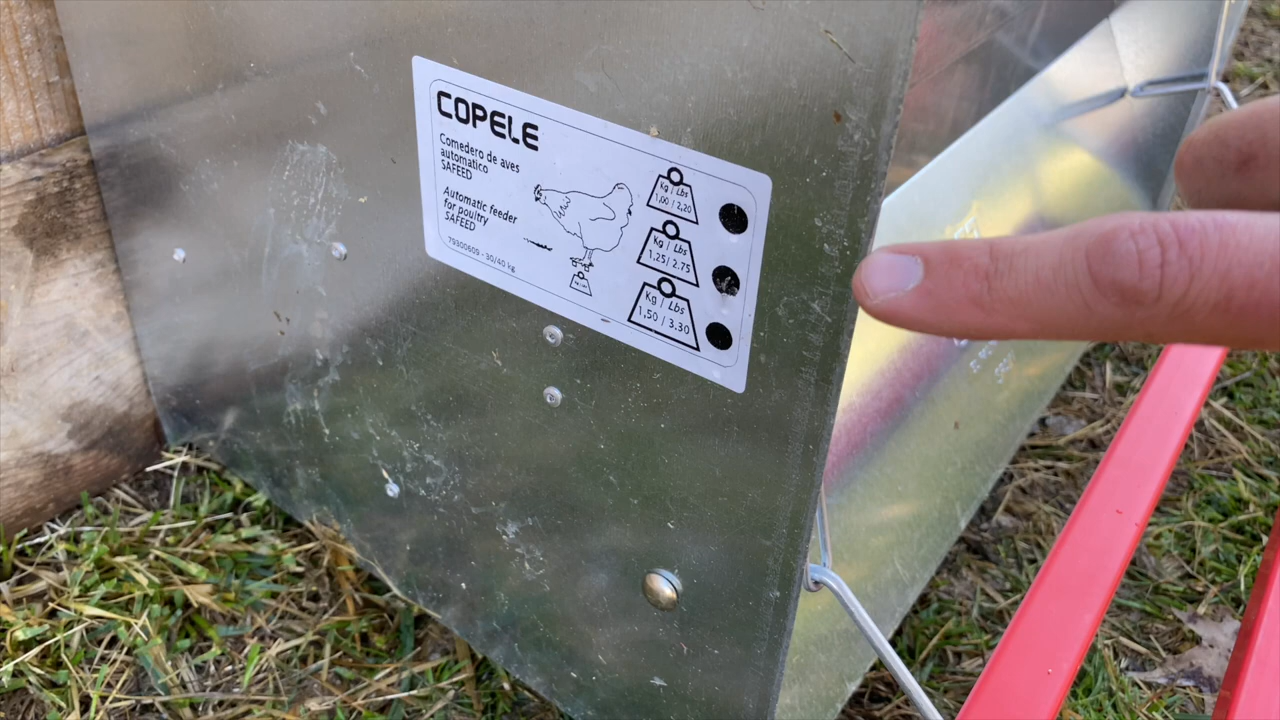 COPELE
Comedero de aves
automatico
SAFEED
Automatic feeder
for poultry
SAFEED
79300609 - 30/40 kg
Kg / Lbs
1,00 / 2,20
Kg / Lbs
1,25 / 2.75
Kg / Lbs
1,50 / 3.30